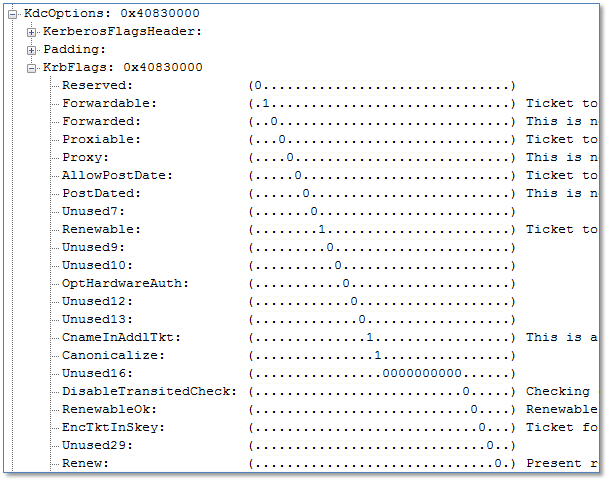 KdcOptions: 0x40830000
KerberosFlagsHeader:
Padding:
KrbFlags: 0x40830000
Reserved: (0...............................)
Forwardable: (.1..............................) Ticket to
Forwarded: (..0.............................) This is n
Proxiable: (...0............................) Ticket to
Proxy: (....0...........................) This is n
AllowPostDate: (.....0..........................) Ticket to
PostDated: (......0.........................) This is n
Unused7: (.......0........................)
Renewable: (........1.......................) Ticket to
Unused9: (.........0......................)
Unused10: (..........0.....................)
OptHardwareAuth: (...........0....................)
Unused12: (............0...................)
Unused13: (.............0..................)
CnameInAddlTkt: (..............1.................) This is a
Canonicalize: (...............1................)
Unused16: (................0000000000......)
DisableTransitedCheck: (..........................0.....) Checking
RenewableOk: (...........................0....) Renewable
EncTktInSkey: (............................0...) Ticket fo
Unused29: (.............................0..)
Renew: (..............................0.) Present r